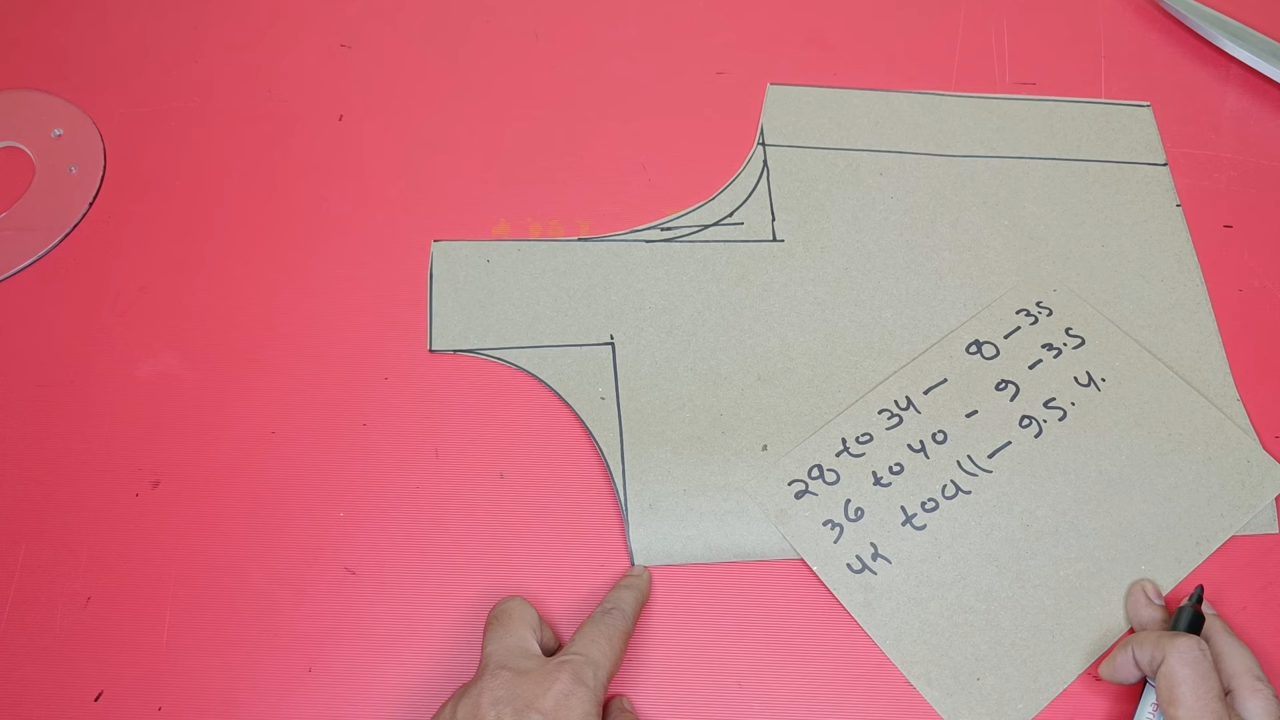 28 to 34 — 8 — 3.5
36 to 40 - 9 — 3.5
42 to all — 9.5. 4.